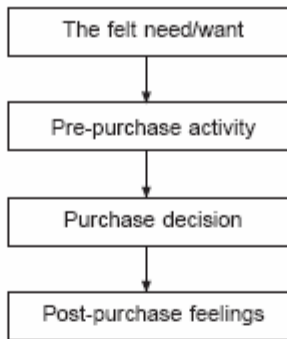 The felt need/want
Pre-purchase activity
Purchase decision
Post-purchase feelings